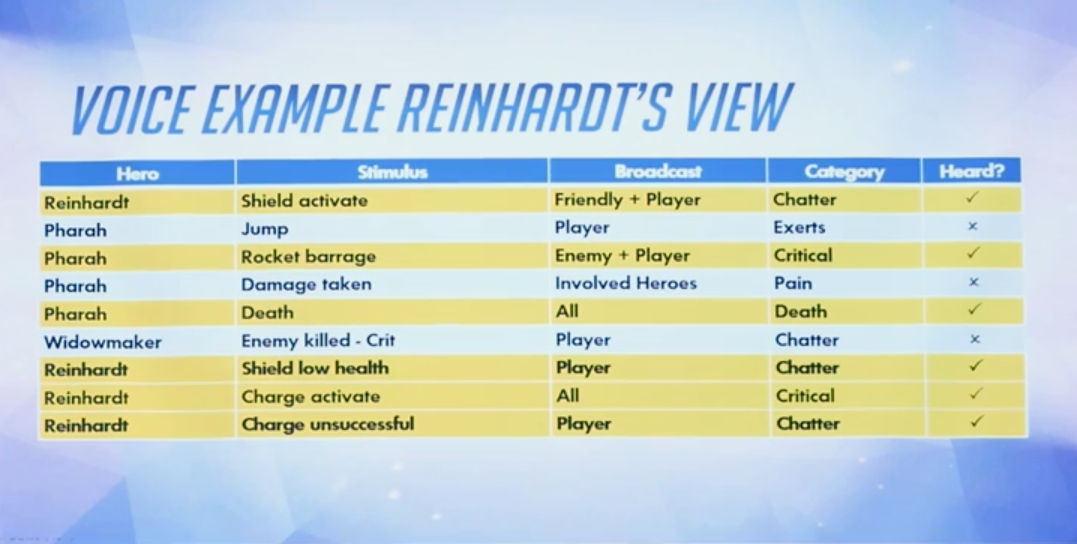 VOICE EXAMPLE REINHARDT'S VIEW
Hero Stimulus Broadcast Category Heard?
Reinhardt Shield activate Friendly + Player Chatter ✓
Pharah Jump Player Exerts ×
Pharah Rocket barrage Enemy + Player Critical ✓
Pharah Damage taken Involved Heroes Pain ×
Pharah Death All Death ✓
Widowmaker Enemy killed - Crit Player Chatter ×
Reinhardt Shield low health Player Chatter ✓
Reinhardt Charge activate All Critical ✓
Reinhardt Charge unsuccessful Player Chatter ✓